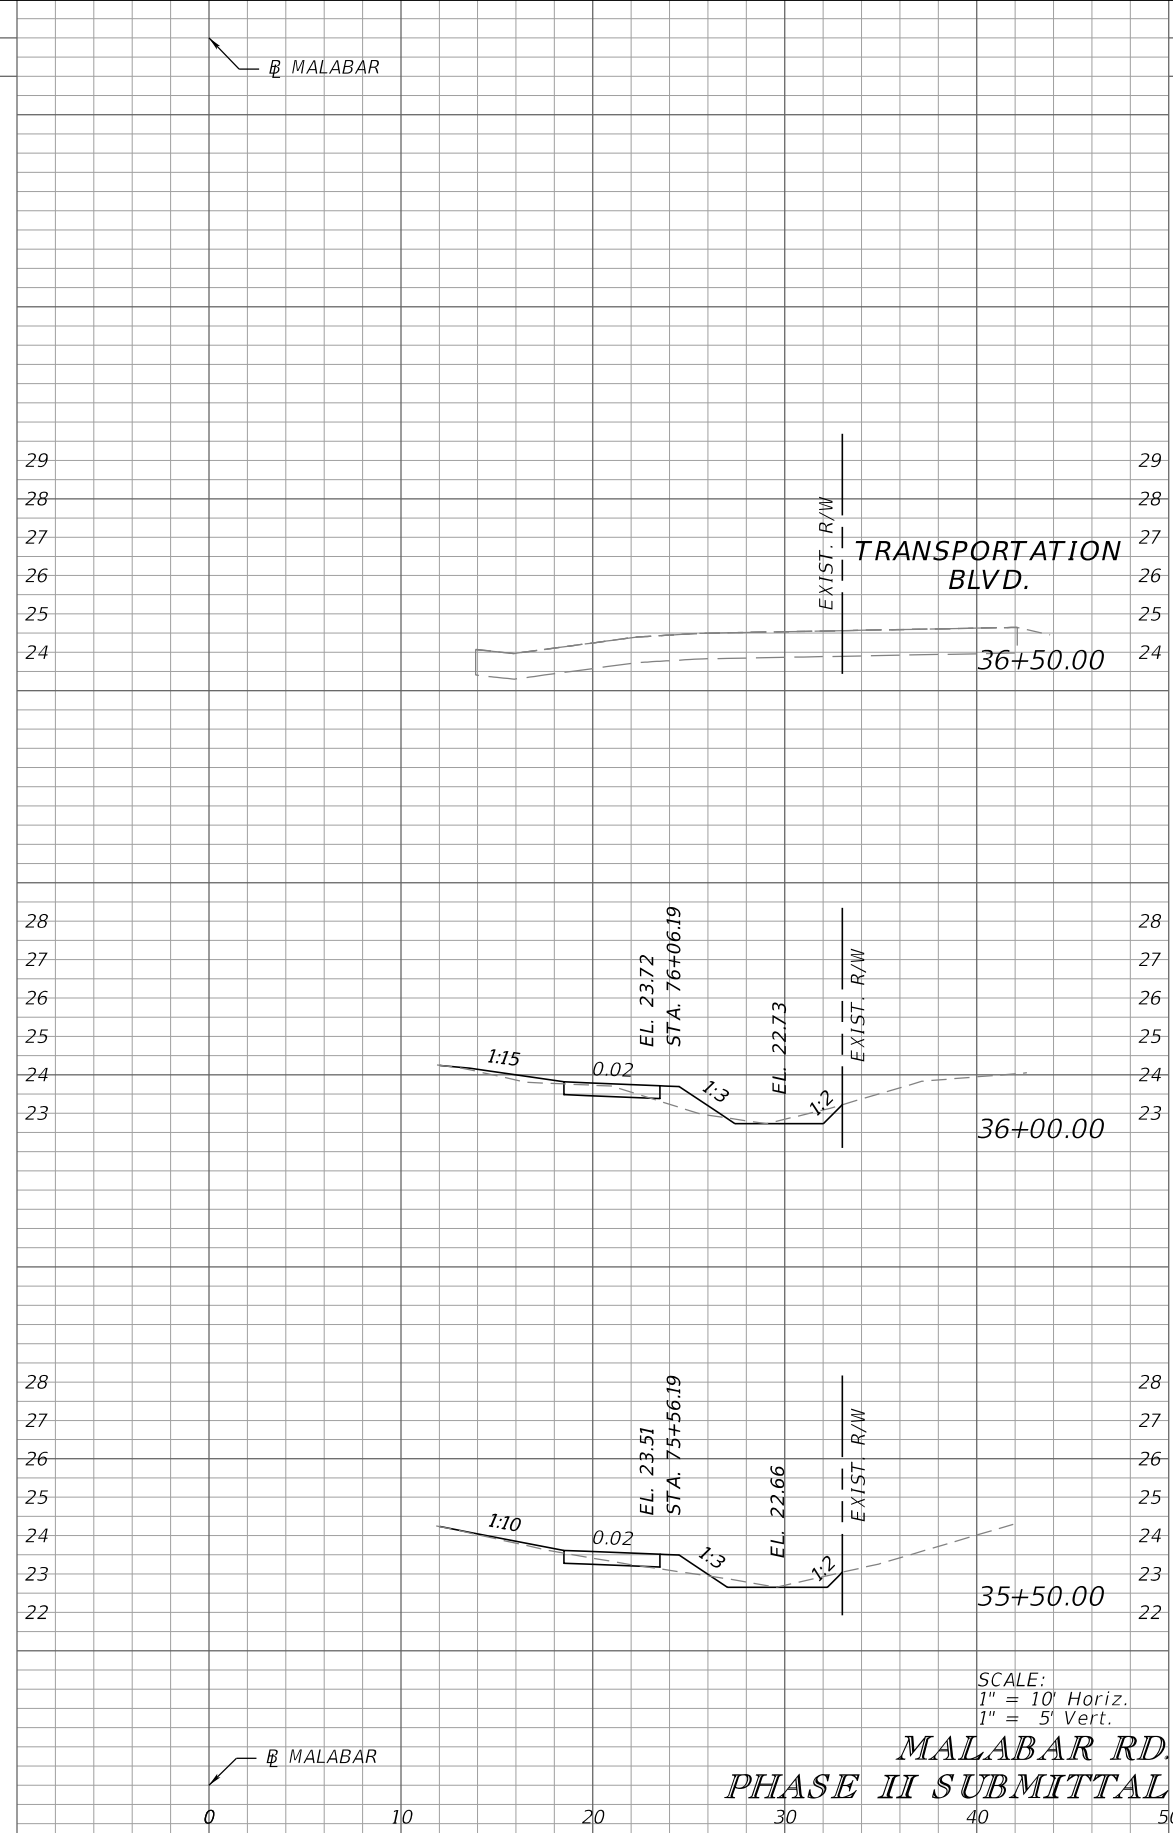 BL MALABAR
29 29
28 28
27 27
26 26
25 25
24 24
EXIST. R/W
TRANSPORTATION
BLVD.
36+50.00
28 28
27 27
26 26
25 25
24 24
23 23
1:15
0.02
EL. 23.72
STA. 76+06.19
1:3
EL. 22.73
1:2
EXIST. R/W
36+00.00
28 28
27 27
26 26
25 25
24 24
23 23
22 22
1:10
0.02
EL. 23.51
STA. 75+56.19
1:3
EL. 22.66
1:2
EXIST. R/W
35+50.00
SCALE:
1" = 10' Horiz.
1" = 5' Vert.
BL MALABAR
MALABAR RD.
PHASE II SUBMITTAL
0 10 20 30 40